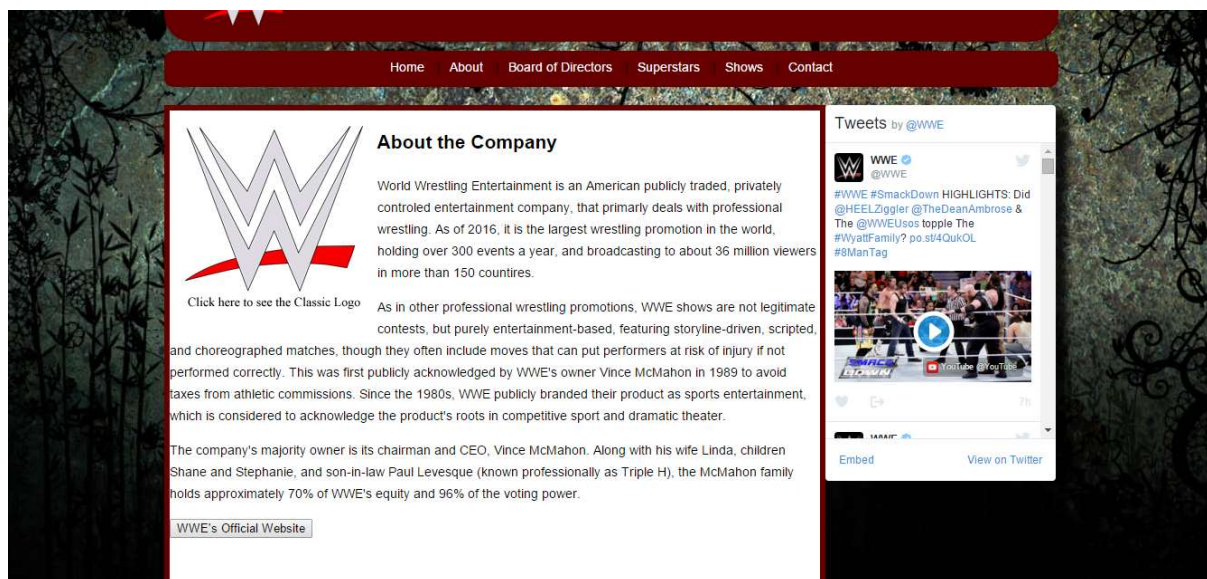 Home About Board of Directors Superstars Shows Contact
About the Company
World Wrestling Entertainment is an American publicly traded, privately
controled entertainment company, that primarly deals with professional
wrestling. As of 2016, it is the largest wrestling promotion in the world,
holding over 300 events a year, and broadcasting to about 36 million viewers
in more than 150 countires.
Click here to see the Classic Logo
As in other professional wrestling promotions, WWE shows are not legitimate
contests, but purely entertainment-based, featuring storyline-driven, scripted,
and choreographed matches, though they often include moves that can put performers at risk of injury if not
performed correctly. This was first publicly acknowledged by WWE's owner Vince McMahon in 1989 to avoid
taxes from athletic commissions. Since the 1980s, WWE publicly branded their product as sports entertainment,
which is considered to acknowledge the product's roots in competitive sport and dramatic theater.
The company's majority owner is its chairman and CEO, Vince McMahon. Along with his wife Linda, children
Shane and Stephanie, and son-in-law Paul Levesque (known professionally as Triple H), the McMahon family
holds approximately 70% of WWE's equity and 96% of the voting power.
WWE's Official Website
Tweets by @WWE
WWE
@WWE
#WWE #SmackDown HIGHLIGHTS: Did
@HEELZiggler @TheDeanAmbrose &
The @WWEUsos topple The
#WyattFamily? po.st/4QukOL
#8ManTag
SMACK
DOWN
YouTube @YouTube
7h
WWE
Embed View on Twitter